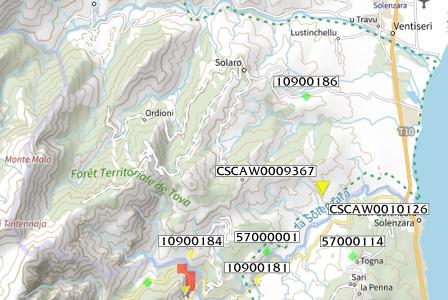 Solenzara
u Travu
Ventiseri
Lustincellu
Solaro
10900186
Ordioni
T10
Monte Malo
CSCAW0009367
Forêt Territoriale de Tova
la Solenzara
CSCAW0010126
Solenzara
10900184
57000001
57000114
10900181
Togna
Sari
la Penna